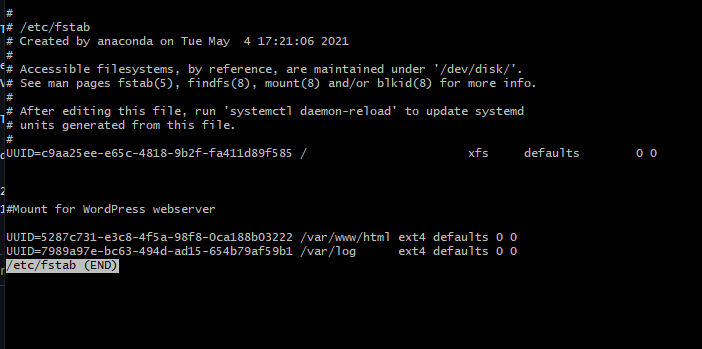 #
# /etc/fstab
# Created by anaconda on Tue May  4 17:21:06 2021
#
# Accessible filesystems, by reference, are maintained under '/dev/disk/'.
# See man pages fstab(5), findfs(8), mount(8) and/or blkid(8) for more info.
#
# After editing this file, run 'systemctl daemon-reload' to update systemd
# units generated from this file.
#
UUID=c9aa25ee-e65c-4818-9b2f-fa411d89f585 /                       xfs     defaults        0 0
#Mount for WordPress webserver
UUID=5287c731-e3c8-4f5a-98f8-0ca188b03222 /var/www/html ext4 defaults 0 0
UUID=7989a97e-bc63-494d-ad15-654b79af59b1 /var/log      ext4 defaults 0 0
/etc/fstab (END)